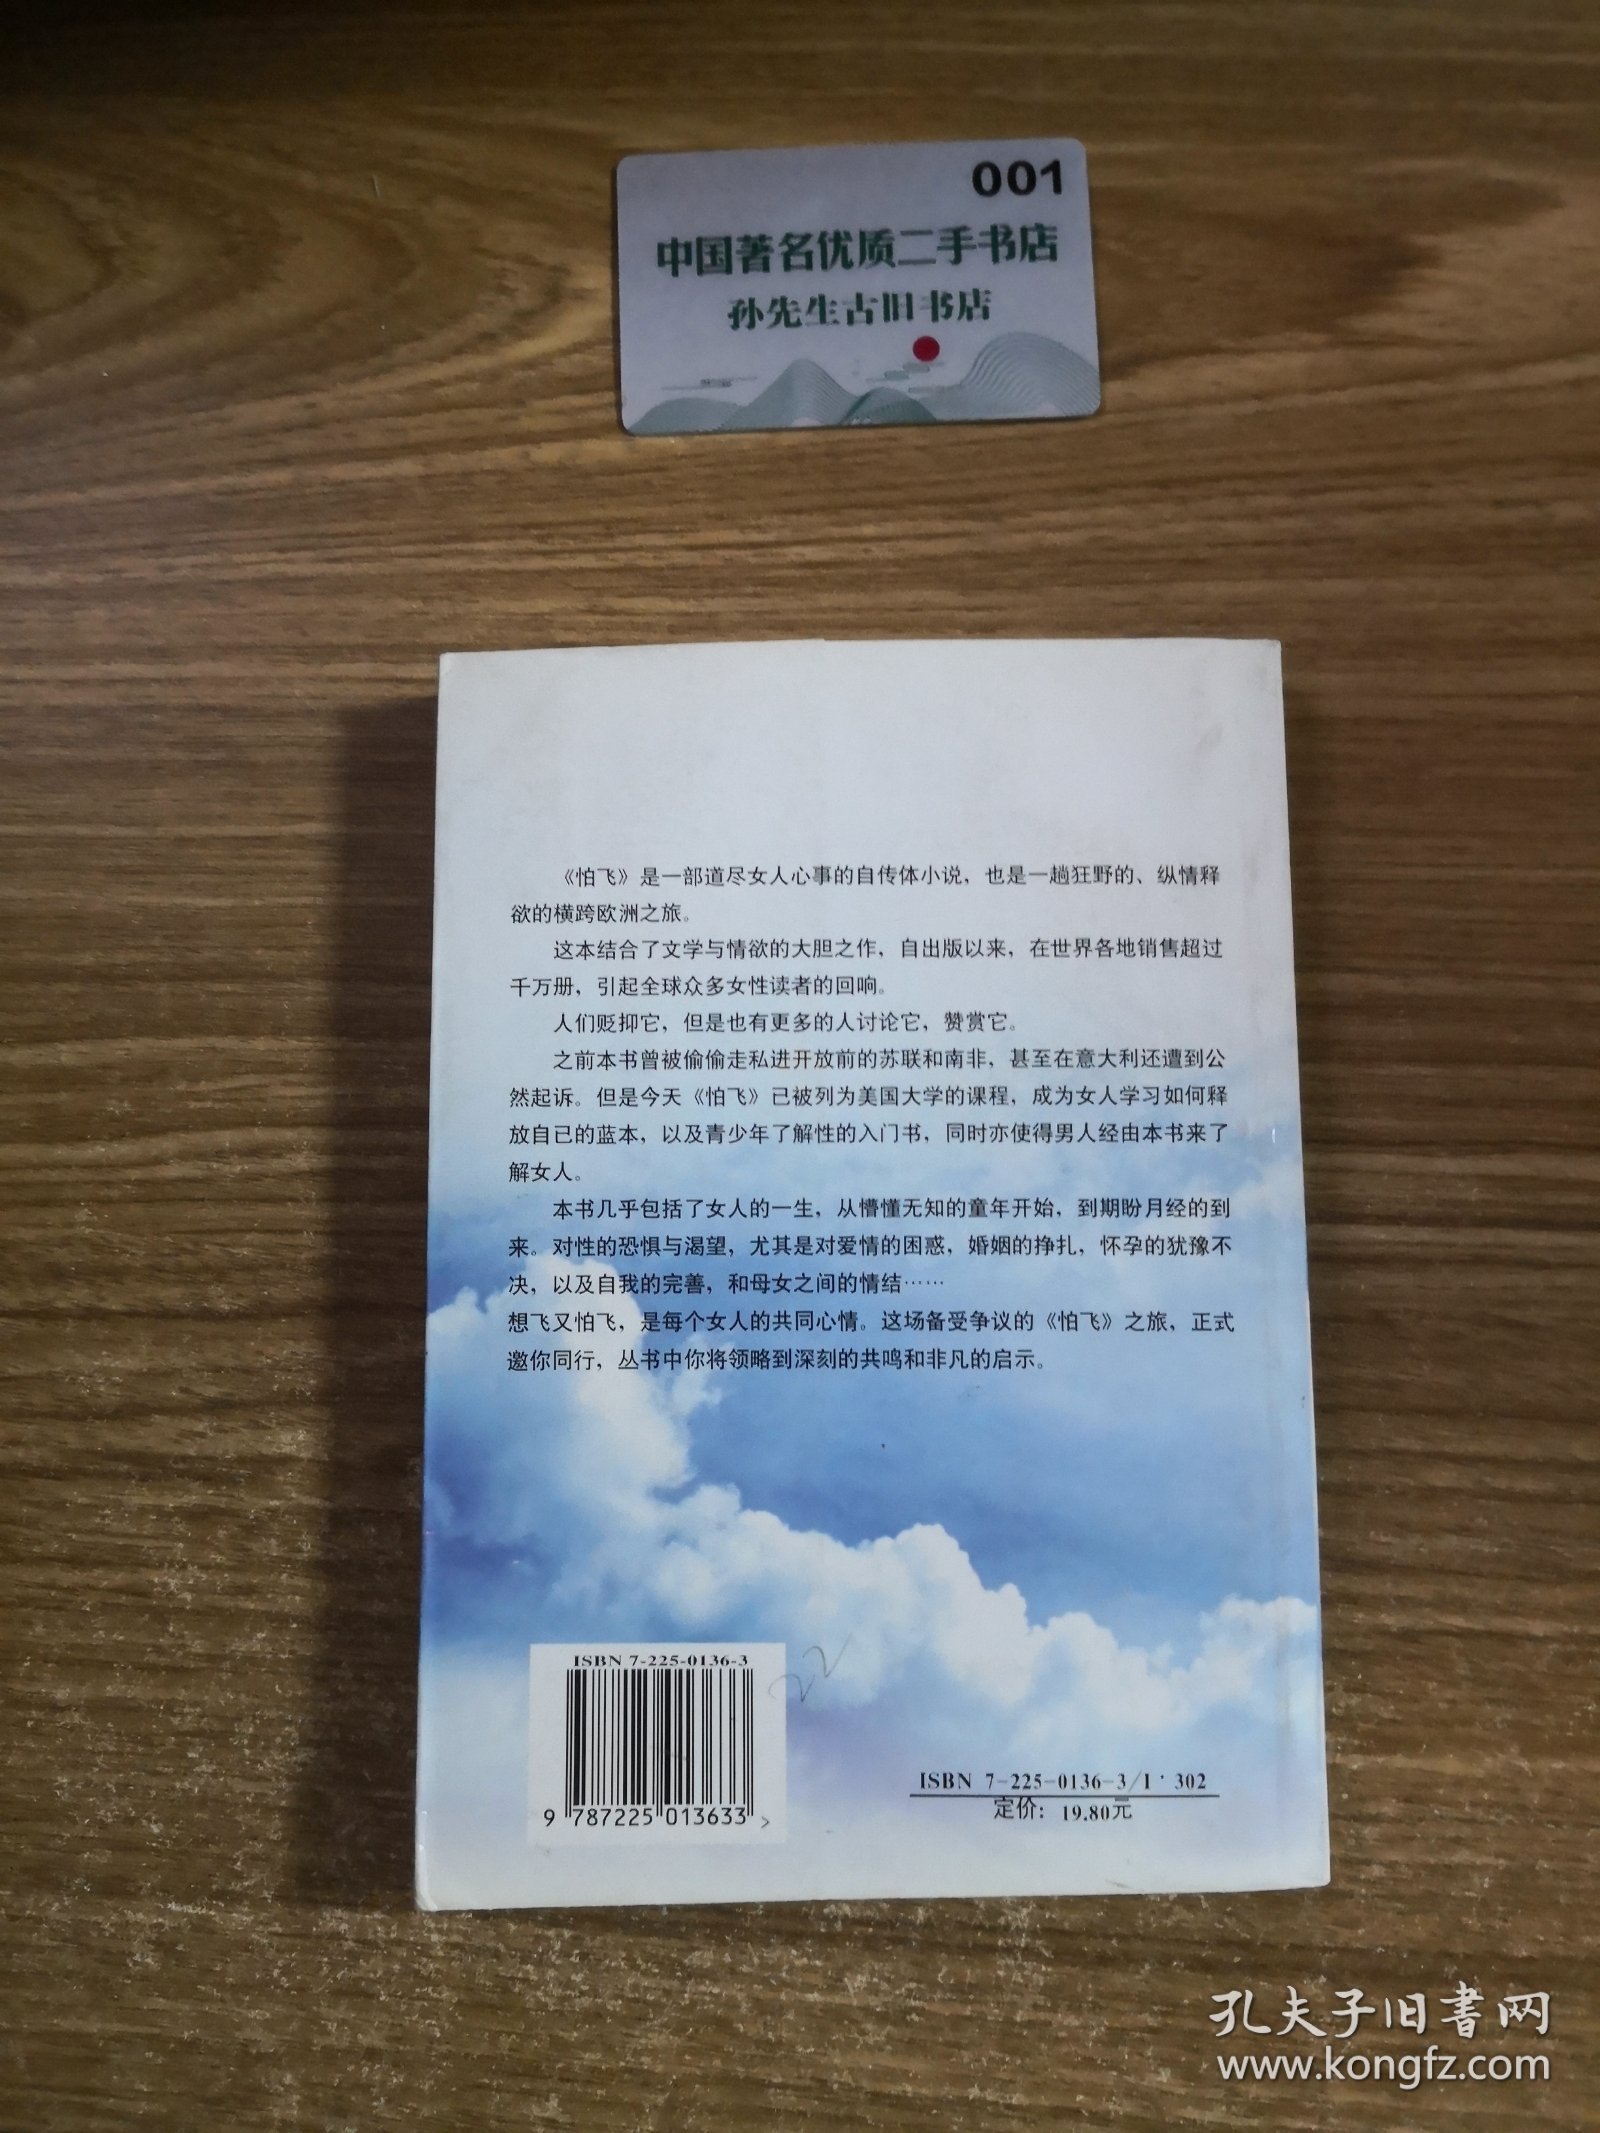 001
中国著名优质二手书店
孙先生古旧书店
《怕飞》是一部道尽女人心事的自传体小说，也是一趟狂野的、纵情释
欲的横跨欧洲之旅。
这本结合了文学与情欲的大胆之作，自出版以来，在世界各地销售超过
千万册，引起全球众多女性读者的回响。
人们贬抑它，但是也有更多的人讨论它，赞赏它。
之前本书曾被偷偷走私进开放前的苏联和南非，甚至在意大利还遭到公
然起诉。但是今天《怕飞》已被列为美国大学的课程，成为女人学习如何释
放自己的蓝本，以及青少年了解性的入门书，同时亦使得男人经由本书来了
解女人。
本书几乎包括了女人的一生，从懵懂无知的童年开始，到期盼月经的到
来。对性的恐惧与渴望，尤其是对爱情的困惑，婚姻的挣扎，怀孕的犹豫不
决，以及自我的完善，和母女之间的情结……
想飞又怕飞，是每个女人的共同心情。这场备受争议的《怕飞》之旅，正式
邀你同行，丛书中你将领略到深刻的共鸣和非凡的启示。
ISBN 7-225-0136-3
22
9 787225 013633 >
ISBN 7-225-0136-3/I·302
定价：19.80元
孔夫子旧書网
www.kongfz.com